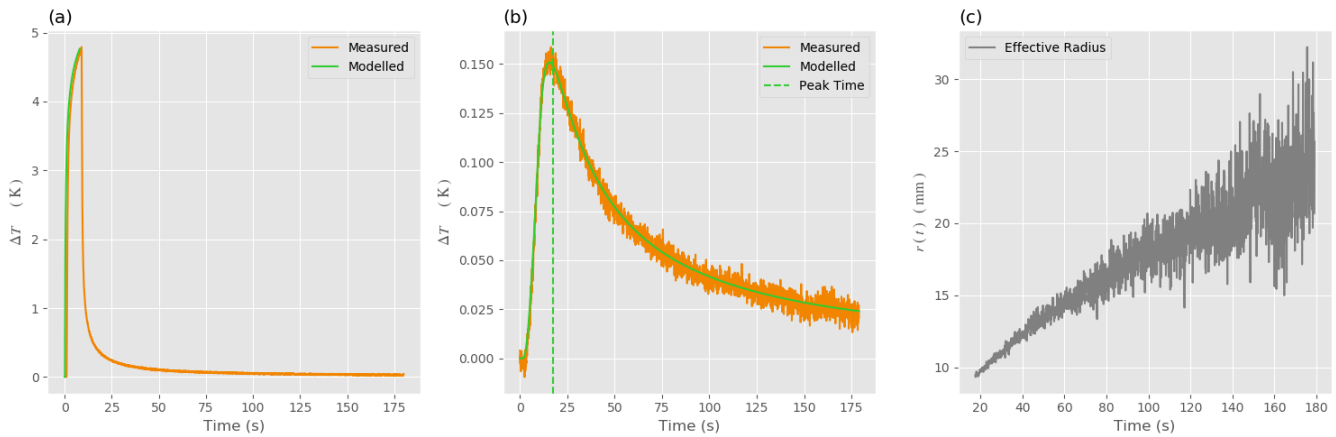 (a)
5
4
3
2
1
0
ΔT ( K )
0 25 50 75 100 125 150 175
Time (s)
Measured
Modelled
(b)
0.150
0.125
0.100
0.075
0.050
0.025
0.000
ΔT ( K )
0 25 50 75 100 125 150 175
Time (s)
Measured
Modelled
Peak Time
(c)
30
25
20
15
10
r ( t ) ( mm )
20 40 60 80 100 120 140 160 180
Time (s)
Effective Radius